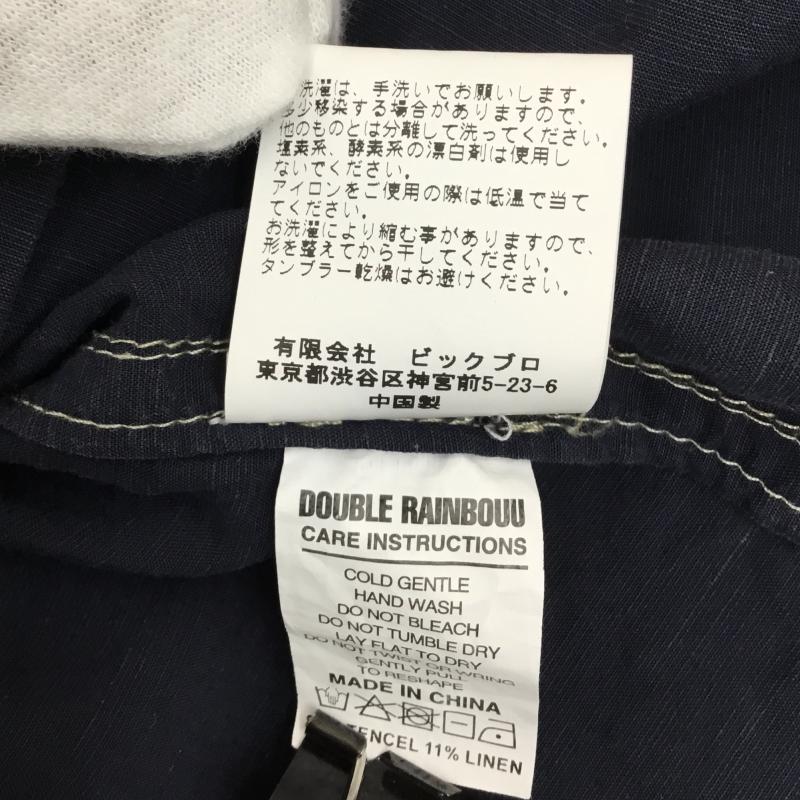 洗濯は、手洗いでお願いします。
多少移染する場合がありますので、
他のものとは分離して洗ってください。
塩素系、酵素系の漂白剤は使用し
ないでください。
アイロンをご使用の際は低温で当て
てください。
お洗濯により縮む事がありますので、
形を整えてから干してください。
タンブラー乾燥はお避けください。
有限会社 ビックブロ
東京都渋谷区神宮前5-23-6
中国製
DOUBLE RAINBOUU
CARE INSTRUCTIONS
COLD GENTLE
HAND WASH
DO NOT BLEACH
DO NOT TUMBLE DRY
LAY FLAT TO DRY
DO NOT TWIST OR WRING
GENTLY PULL
TO RESHAPE
MADE IN CHINA
TENCEL 11% LINEN